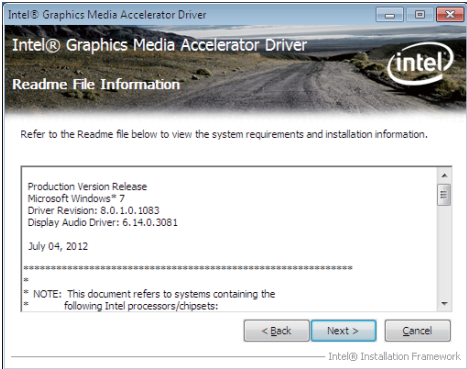 Intel® Graphics Media Accelerator Driver
Intel® Graphics Media Accelerator Driver
intel
Readme File Information
Refer to the Readme file below to view the system requirements and installation information.
Production Version Release
Microsoft Windows* 7
Driver Revision: 8.0.1.0.1083
Display Audio Driver: 6.14.0.3081
July 04, 2012
************************************************************
*
* NOTE: This document refers to systems containing the
* following Intel processors/chipsets:
< Back Next > Cancel
Intel® Installation Framework